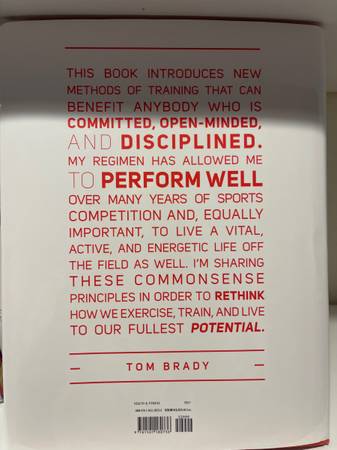 THIS BOOK INTRODUCES NEW
METHODS OF TRAINING THAT CAN
BENEFIT ANYBODY WHO IS
COMMITTED, OPEN-MINDED,
AND DISCIPLINED.
MY REGIMEN HAS ALLOWED ME
TO PERFORM WELL
OVER MANY YEARS OF SPORTS
COMPETITION AND, EQUALLY
IMPORTANT, TO LIVE A VITAL,
ACTIVE, AND ENERGETIC LIFE OFF
THE FIELD AS WELL. I'M SHARING
THESE COMMONSENSE
PRINCIPLES IN ORDER TO RETHINK
HOW WE EXERCISE, TRAIN, AND LIVE
TO OUR FULLEST POTENTIAL.
TOM BRADY
HEALTH & FITNESS